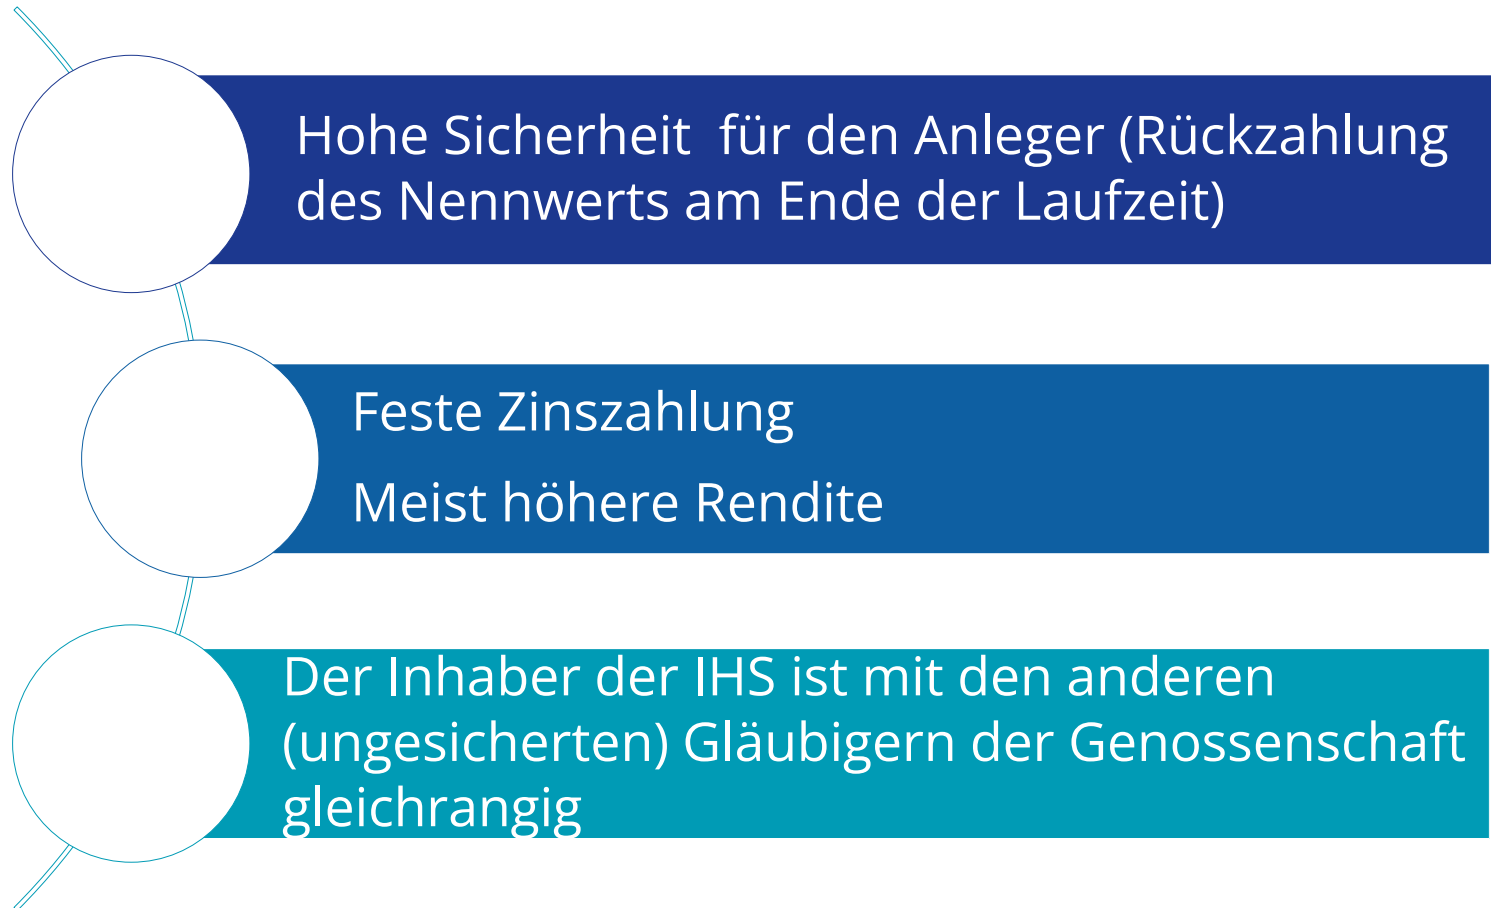 Hohe Sicherheit  für den Anleger (Rückzahlung
des Nennwerts am Ende der Laufzeit)
Feste Zinszahlung
Meist höhere Rendite
Der Inhaber der IHS ist mit den anderen
(ungesicherten) Gläubigern der Genossenschaft
gleichrangig